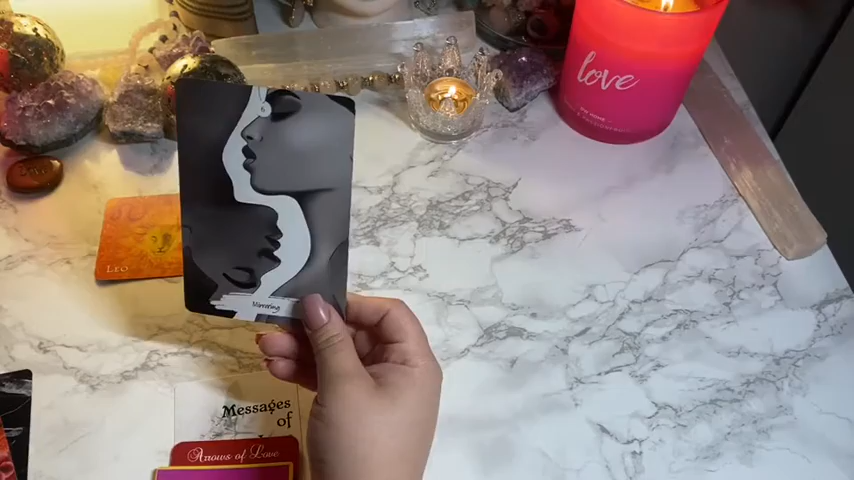 love
Leo
Mirroring
Messages
of
Arrows of Love